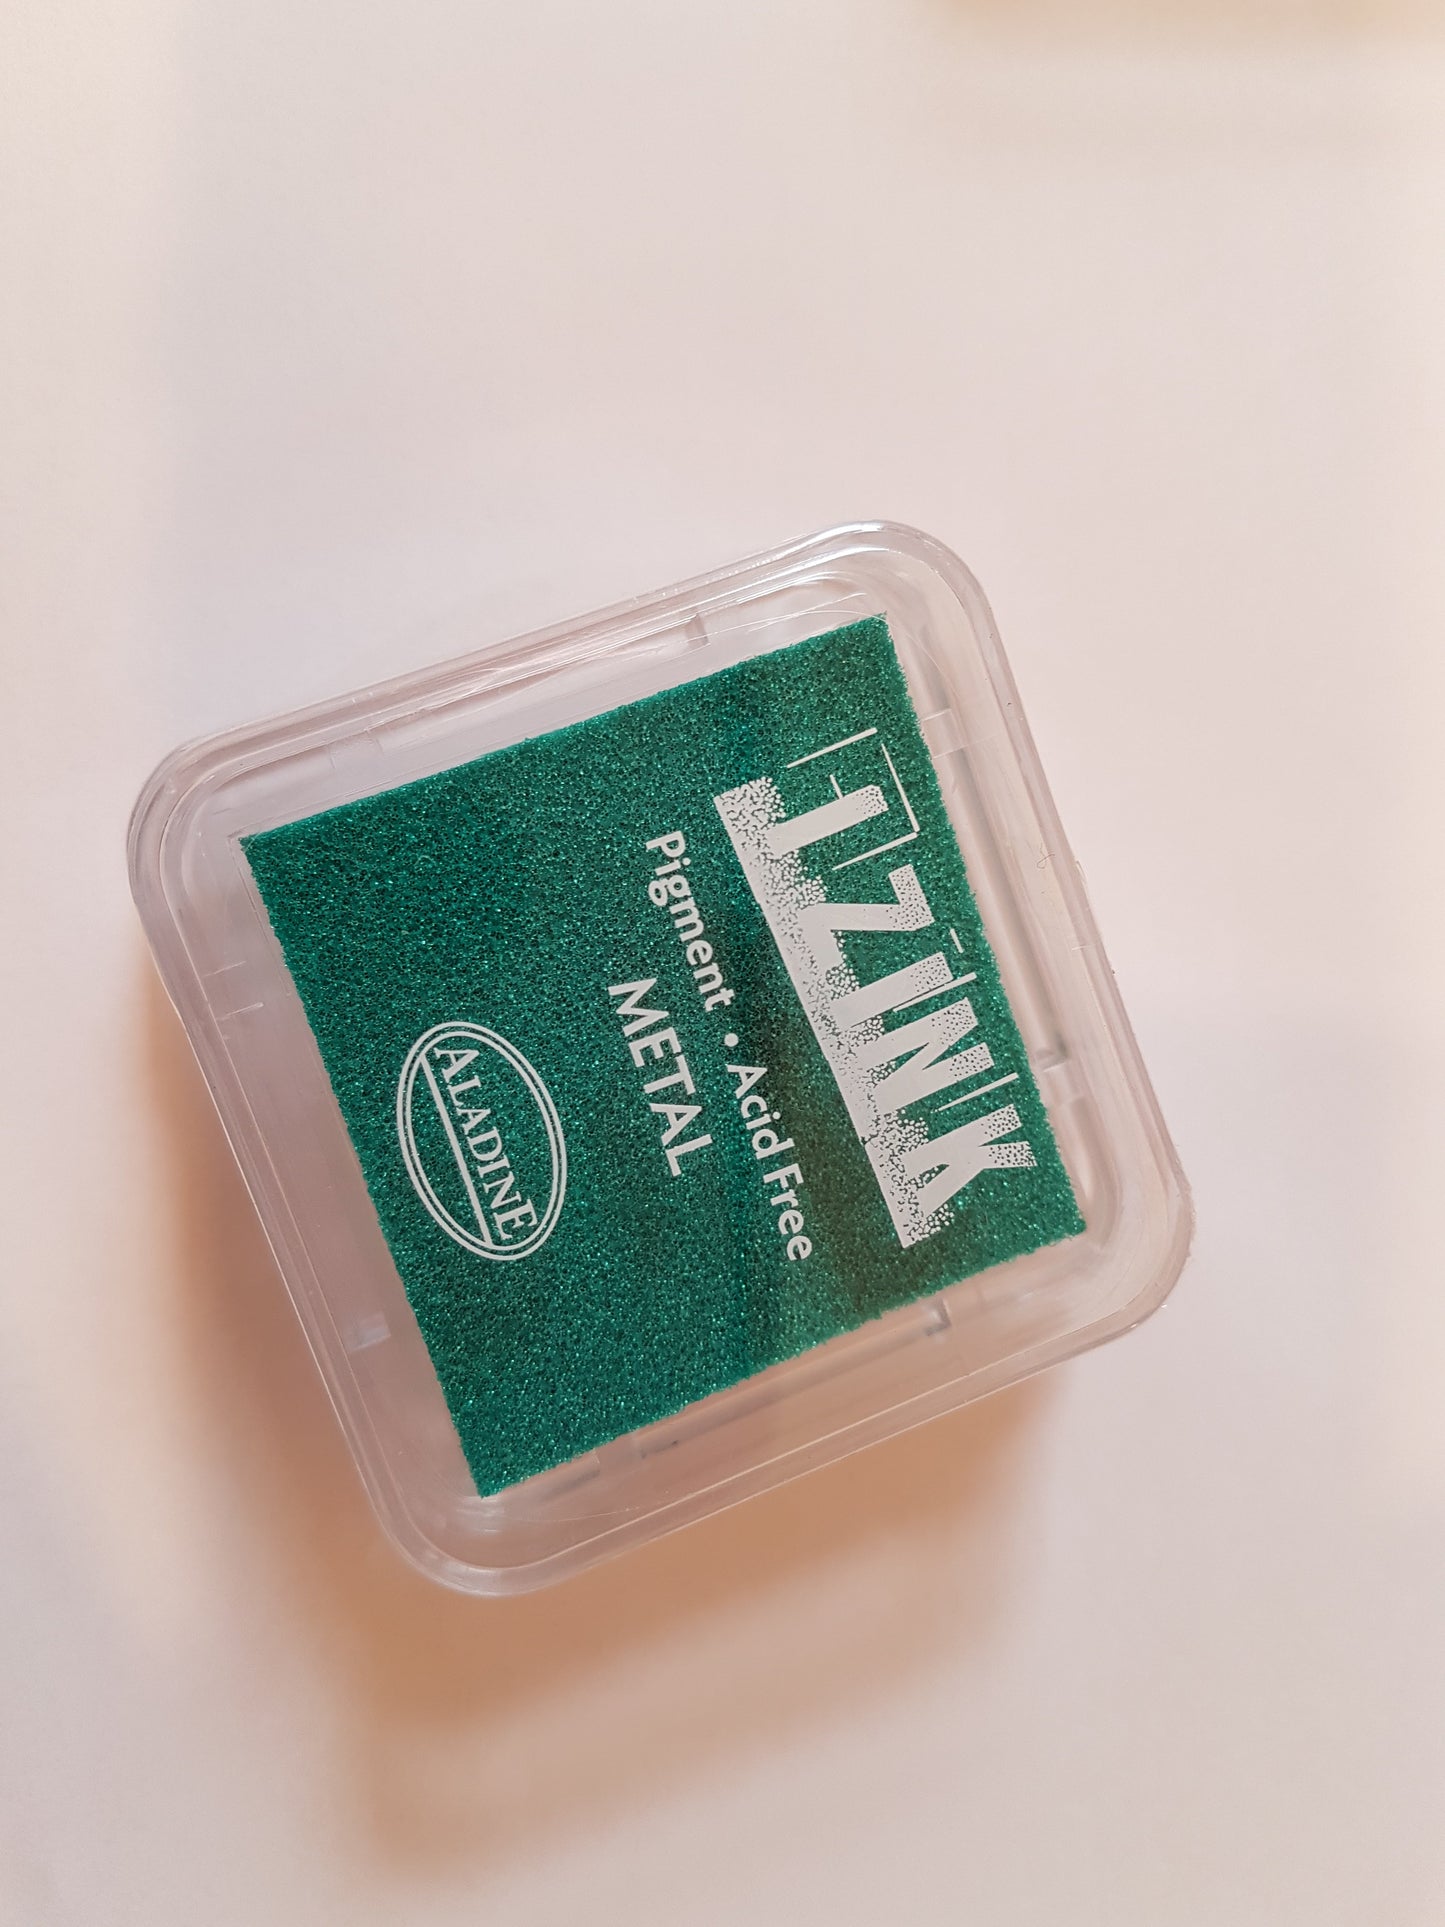 IZINK
Pigment • Acid Free
METAL
ALADINE